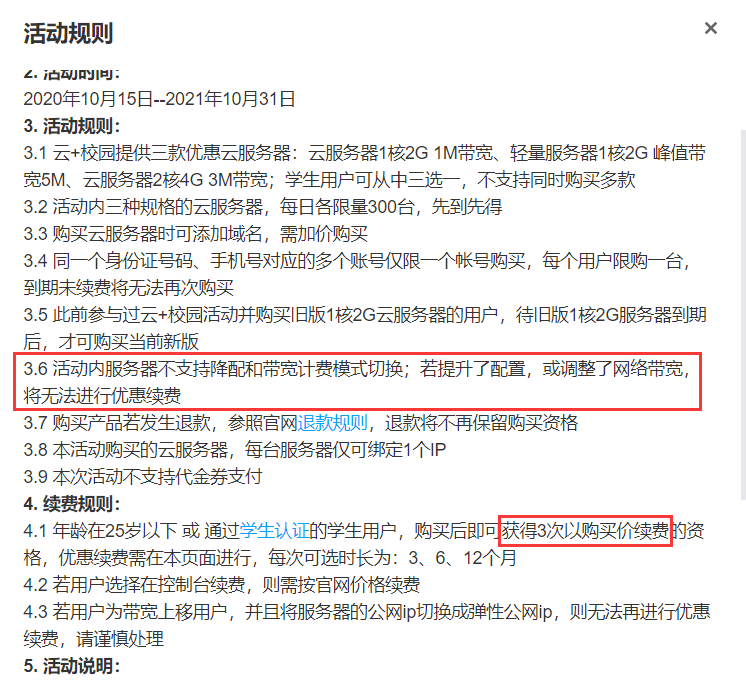 活动规则
2. 活动时间：
2020年10月15日--2021年10月31日
3. 活动规则：
3.1 云+校园提供三款优惠云服务器：云服务器1核2G 1M带宽、轻量服务器1核2G 峰值带
宽5M、云服务器2核4G 3M带宽；学生用户可从中三选一，不支持同时购买多款
3.2 活动内三种规格的云服务器，每日各限量300台，先到先得
3.3 购买云服务器时可添加域名，需加价购买
3.4 同一个身份证号码、手机号对应的多个账号仅限一个帐号购买，每个用户限购一台，
到期未续费将无法再次购买
3.5 此前参与过云+校园活动并购买旧版1核2G云服务器的用户，待旧版1核2G服务器到期
后，才可购买当前新版
3.6 活动内服务器不支持降配和带宽计费模式切换；若提升了配置，或调整了网络带宽，
将无法进行优惠续费
3.7 购买产品若发生退款，参照官网退款规则，退款将不再保留购买资格
3.8 本活动购买的云服务器，每台服务器仅可绑定1个IP
3.9 本次活动不支持代金券支付
4. 续费规则：
4.1 年龄在25岁以下 或 通过学生认证的学生用户，购买后即可获得3次以购买价续费的资
格，优惠续费需在本页面进行，每次可选时长为：3、6、12个月
4.2 若用户选择在控制台续费，则需按官网价格续费
4.3 若用户为带宽上移用户，并且将服务器的公网ip切换成弹性公网ip，则无法再进行优惠
续费，请谨慎处理
5. 活动说明：